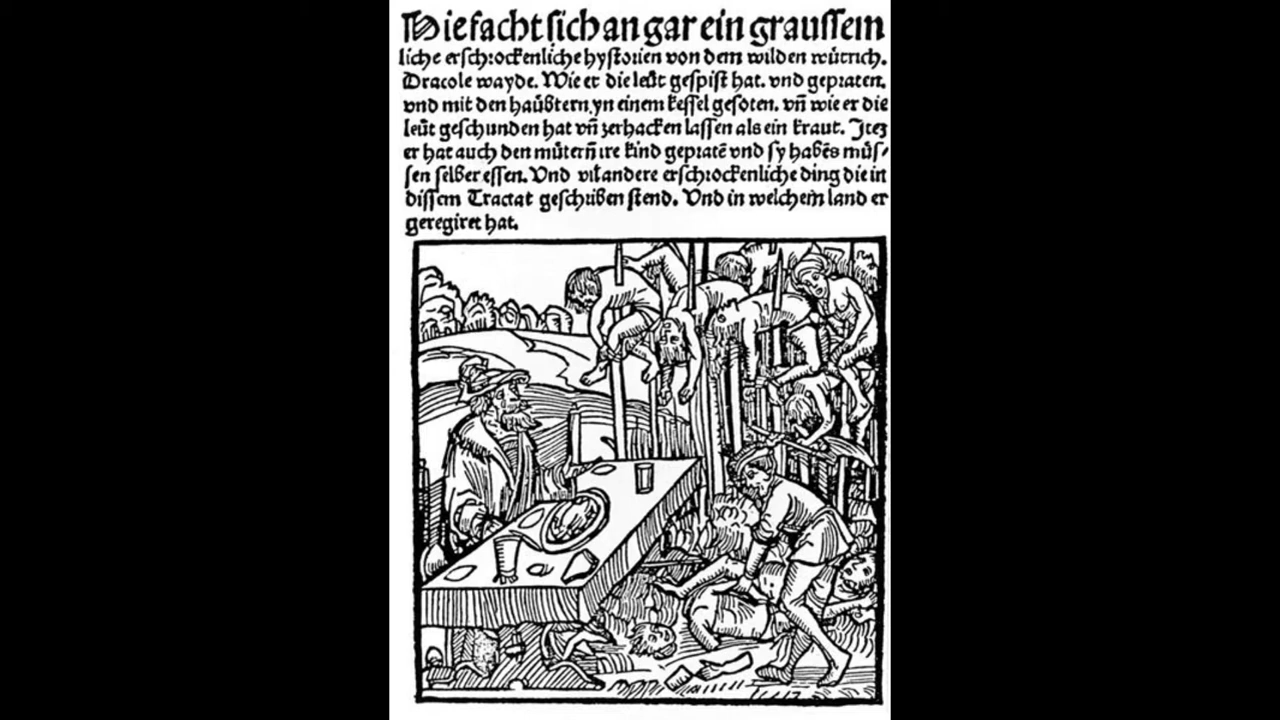 Hie facht sich an gar ein graussem
liche erschrockenliche hystorien von dem wilden wütrich.
Dracole wayde. Wie er die leüt gespist hat. vnd gepraten.
vnd mit den haübtern yn einem kessel gesoten. vñ wie er die
leüt geschunden hat vñ zerhacken lassen als ein kraut. Jteʒ
er hat auch den mütern̄ ire kind gepratē vnd sy habēs müs/
sen selber essen. Vnd vil andere erschrockenliche ding die in
dissem Tractat geschriben stend. Vnd in welchem land er
geregiret hat.